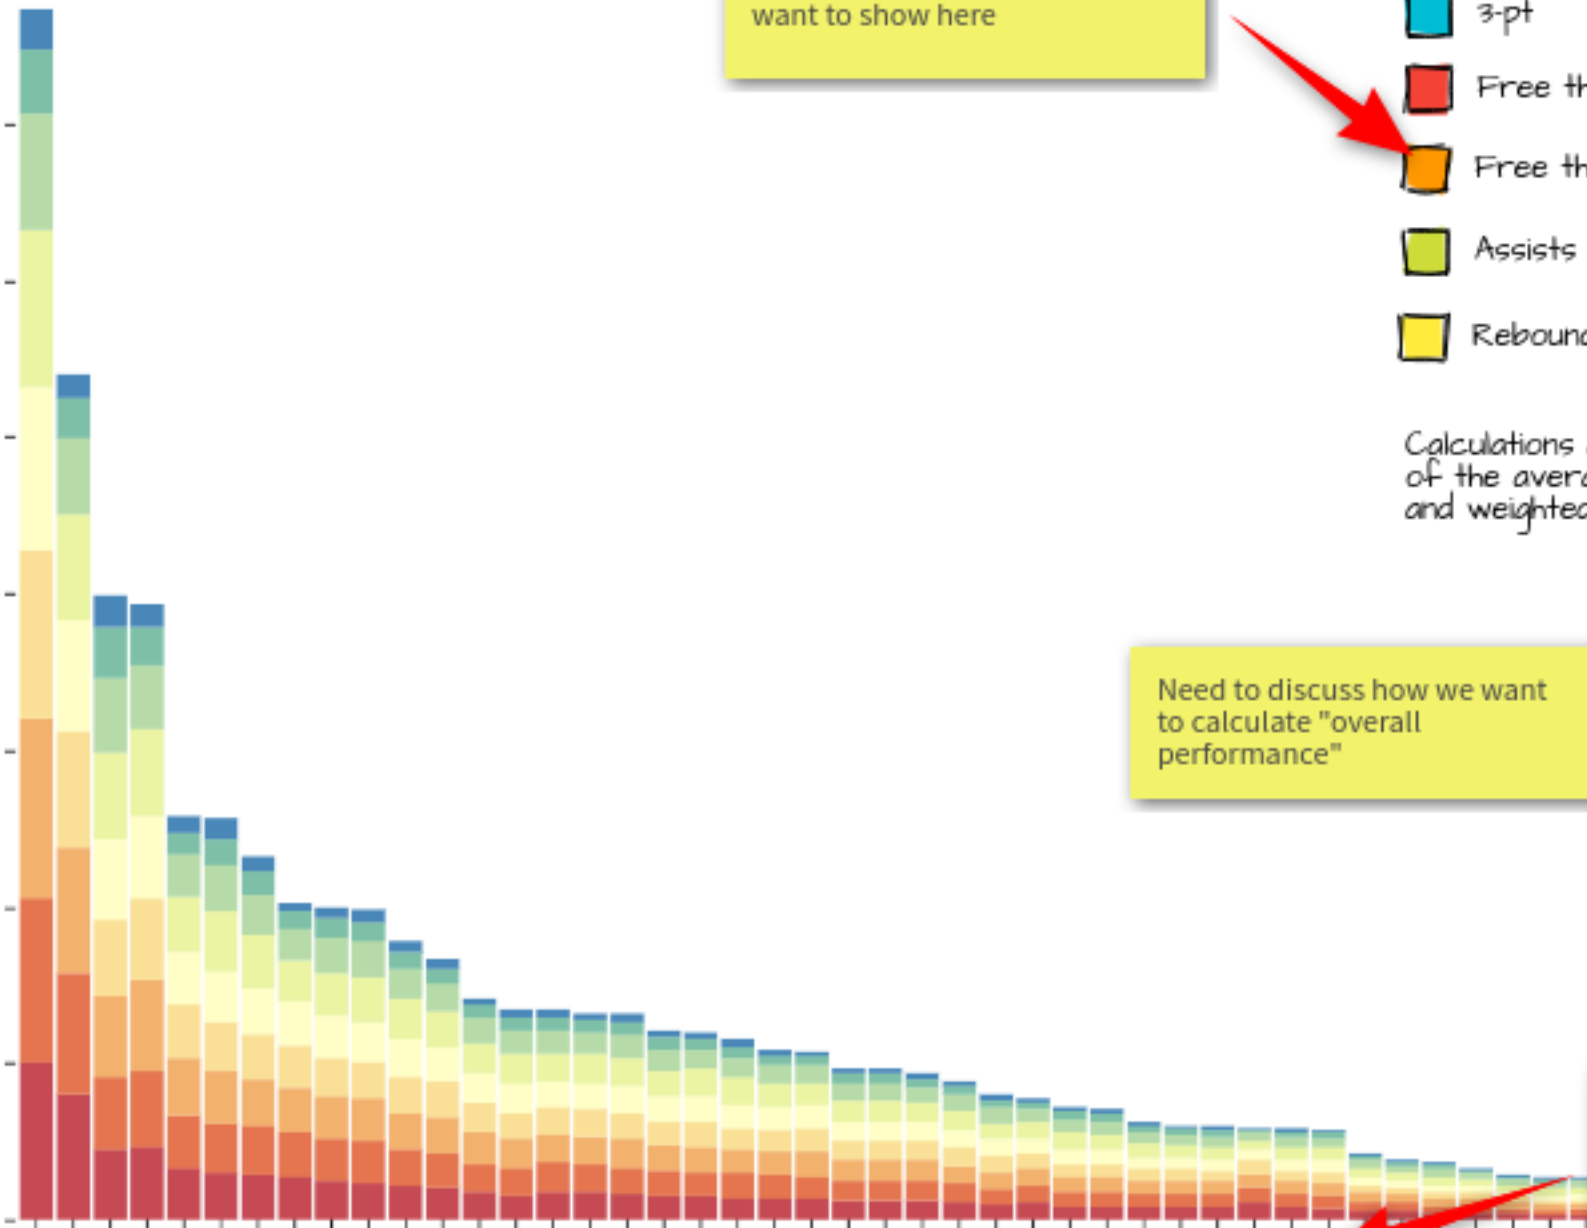 want to show here
3-pt
Free th
Free th
Assists
Rebound
Calculations
of the avera
and weighted
Need to discuss how we want
to calculate "overall
performance"